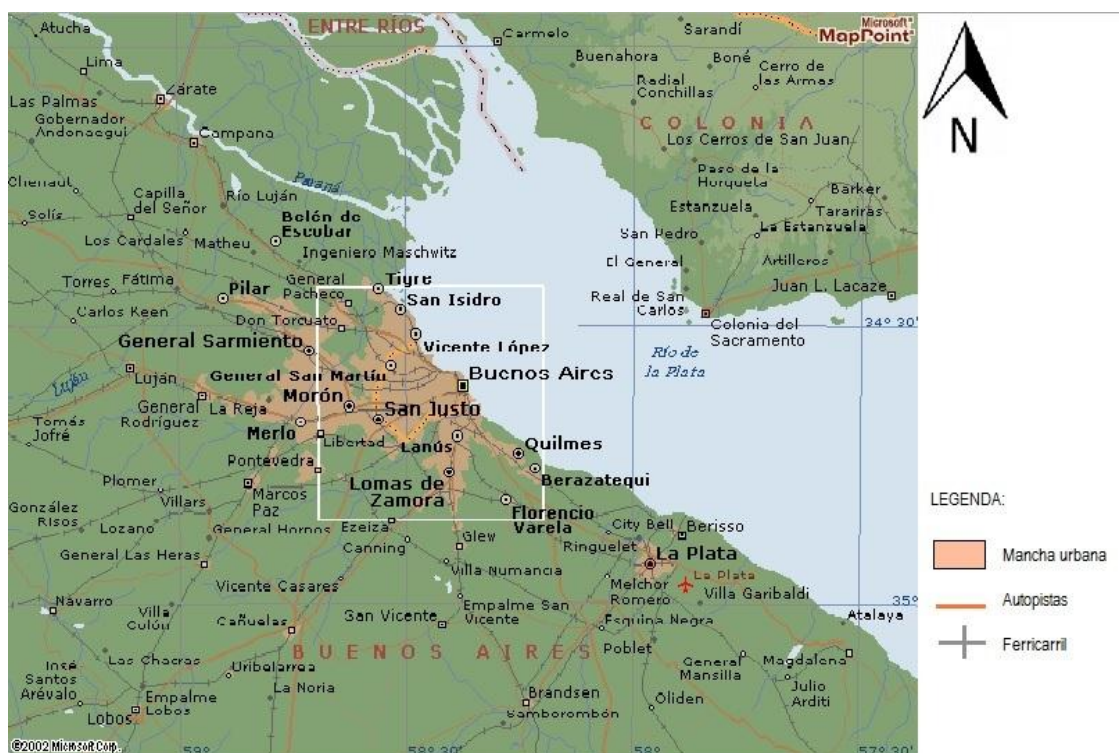 Atucha
ENTRE RÍOS
Carmelo
Sarandí
Microsoft
MapPoint
Lima
Buenahora
Boné
Cerro de
las Armas
Zárate
Radial
Conchillas
Las Palmas
Gobernador
Andonaegui
Campana
COLONIA
Los Cerros de San Juan
N
Chenaut
Capilla
del Señor
Paraná
Río Luján
Paso de la
Horqueta
Barker
Tarariras
Solís
Belén de
Escobar
Estanzuela
La Estanzuela
Los Cardales
Matheu
Ingeniero Maschwitz
San Pedro
Artilleros
Torres
Fátima
General
Pacheco
Tigre
El General
Juan L. Lacaze
Pilar
San Isidro
Real de San
Carlos
Carlos Keen
Don Torcuato
Colonia del
Sacramento
34° 30'
General Sarmiento
Vicente López
Río de
la Plata
Luján
Luján
General San Martín
Buenos Aires
General
Rodríguez
La Reja
Morón
San Justo
Tomás
Jofré
Merlo
Libertad
Lanús
Quilmes
Pontevedra
Berazategui
Plomer
Villars
Marcos
Paz
Lomas de
Zamora
Florencio
Varela
LEGENDA:
González
Risos
Lozano
General Hornos
Ezeiza
City Bell
Berisso
General Las Heras
Canning
Glew
Ringuelet
La Plata
Mancha urbana
Vicente Casares
Villa Numancia
Melchor
Romero
La Plata
Villa Garibaldi
Autopistas
Navarro
Villa
Cañuelas
San Vicente
Empalme San
Vicente
Esquina Negra
35°
Atalaya
Ferricarril
Las Chacras
BUENOS AIRES
Poblet
Magdalena
José
Santos
Arévalo
Uribelarrea
General
Mansilla
Julio
Arditi
Empalme
Lobos
La Noria
Brandsen
Oliden
Lobos
Samborombón
©2002 Microsoft Corp.
59°
58° 30'
58°
57° 30'